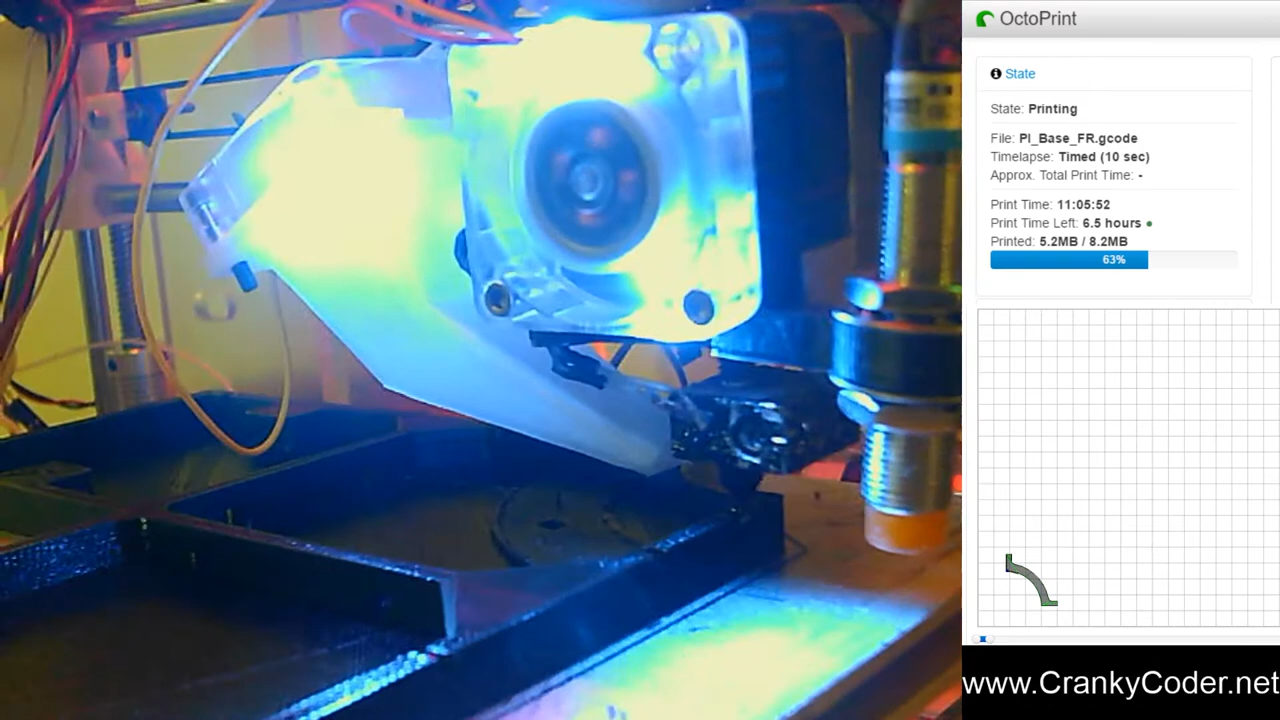 OctoPrint
State
State: Printing
File: PI_Base_FR.gcode
Timelapse: Timed (10 sec)
Approx. Total Print Time: -
Print Time: 11:05:52
Print Time Left: 6.5 hours
Printed: 5.2MB / 8.2MB
63%
www.CrankyCoder.net